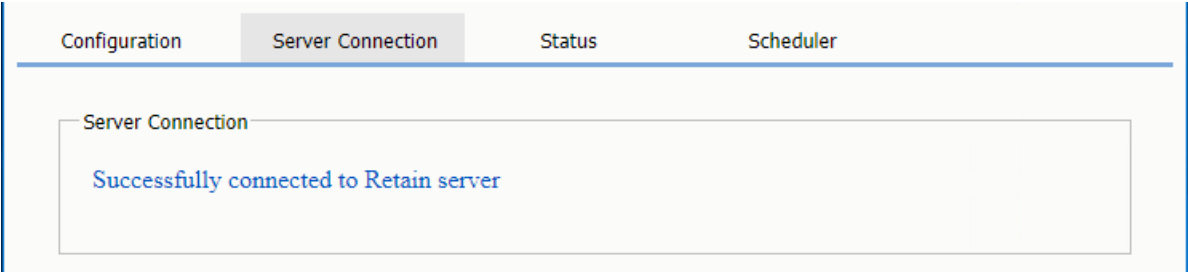 Configuration Server Connection Status Scheduler
Server Connection
Successfully connected to Retain server